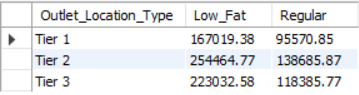 Outlet_Location_Type Low_Fat Regular
Tier 1 167019.38 95570.85
Tier 2 254464.77 138685.87
Tier 3 223032.58 118385.77